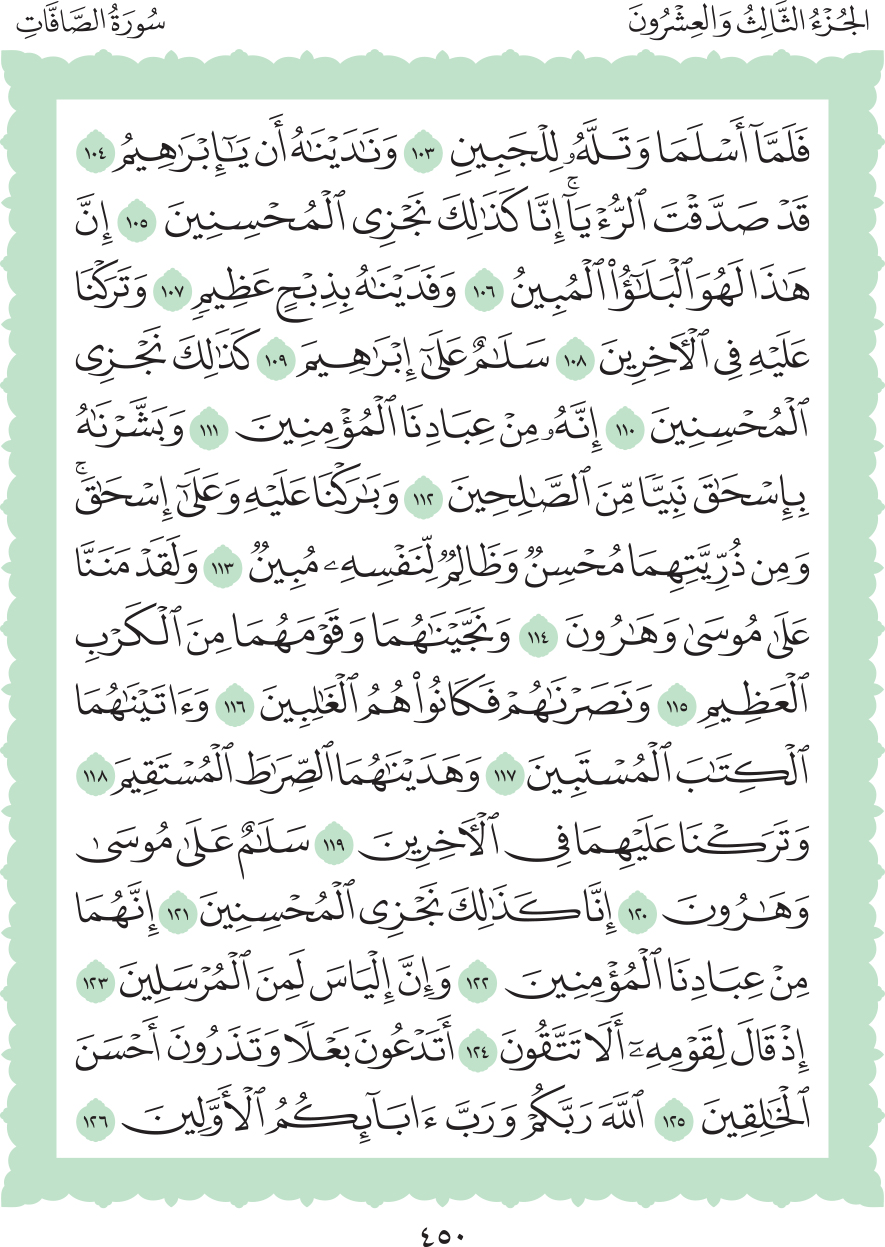 الجُزْءُ الثَّالِثُ وَالعِشْرُونَ
سُورَةُ الصَّافَّاتِ
فَلَمَّآ أَسْلَمَا وَتَلَّهُۥ لِلْجَبِينِ ١٠٣ وَنَٰدَيْنَٰهُ أَن يَٰٓإِبْرَٰهِيمُ ١٠٤
قَدْ صَدَّقْتَ ٱلرُّءْيَآۚ إِنَّا كَذَٰلِكَ نَجْزِى ٱلْمُحْسِنِينَ ١٠٥ إِنَّ
هَٰذَا لَهُوَ ٱلْبَلَٰٓؤُا۟ ٱلْمُبِينُ ١٠٦ وَفَدَيْنَٰهُ بِذِبْحٍ عَظِيمٍ ١٠٧ وَتَرَكْنَا
عَلَيْهِ فِى ٱلْءَاخِرِينَ ١٠٨ سَلَٰمٌ عَلَىٰٓ إِبْرَٰهِيمَ ١٠٩ كَذَٰلِكَ نَجْزِى
ٱلْمُحْسِنِينَ ١١٠ إِنَّهُۥ مِنْ عِبَادِنَا ٱلْمُؤْمِنِينَ ١١١ وَبَشَّرْنَٰهُ
بِإِسْحَٰقَ نَبِيًّا مِّنَ ٱلصَّٰلِحِينَ ١١٢ وَبَٰرَكْنَا عَلَيْهِ وَعَلَىٰٓ إِسْحَٰقَۚ
وَمِن ذُرِّيَّتِهِمَا مُحْسِنٌ وَظَالِمٌ لِّنَفْسِهِۦ مُبِينٌ ١١٣ وَلَقَدْ مَنَنَّا
عَلَىٰ مُوسَىٰ وَهَٰرُونَ ١١٤ وَنَجَّيْنَٰهُمَا وَقَوْمَهُمَا مِنَ ٱلْكَرْبِ
ٱلْعَظِيمِ ١١٥ وَنَصَرْنَٰهُمْ فَكَانُوا۟ هُمُ ٱلْغَٰلِبِينَ ١١٦ وَءَاتَيْنَٰهُمَا
ٱلْكِتَٰبَ ٱلْمُسْتَبِينَ ١١٧ وَهَدَيْنَٰهُمَا ٱلصِّرَٰطَ ٱلْمُسْتَقِيمَ ١١٨
وَتَرَكْنَا عَلَيْهِمَا فِى ٱلْءَاخِرِينَ ١١٩ سَلَٰمٌ عَلَىٰ مُوسَىٰ
وَهَٰرُونَ ١٢٠ إِنَّا كَذَٰلِكَ نَجْزِى ٱلْمُحْسِنِينَ ١٢١ إِنَّهُمَا
مِنْ عِبَادِنَا ٱلْمُؤْمِنِينَ ١٢٢ وَإِنَّ إِلْيَاسَ لَمِنَ ٱلْمُرْسَلِينَ ١٢٣
إِذْ قَالَ لِقَوْمِهِۦٓ أَلَا تَتَّقُونَ ١٢٤ أَتَدْعُونَ بَعْلًا وَتَذَرُونَ أَحْسَنَ
ٱلْخَٰلِقِينَ ١٢٥ ٱللَّهَ رَبَّكُمْ وَرَبَّ ءَابَآئِكُمُ ٱلْأَوَّلِينَ ١٢٦
٤٥٠